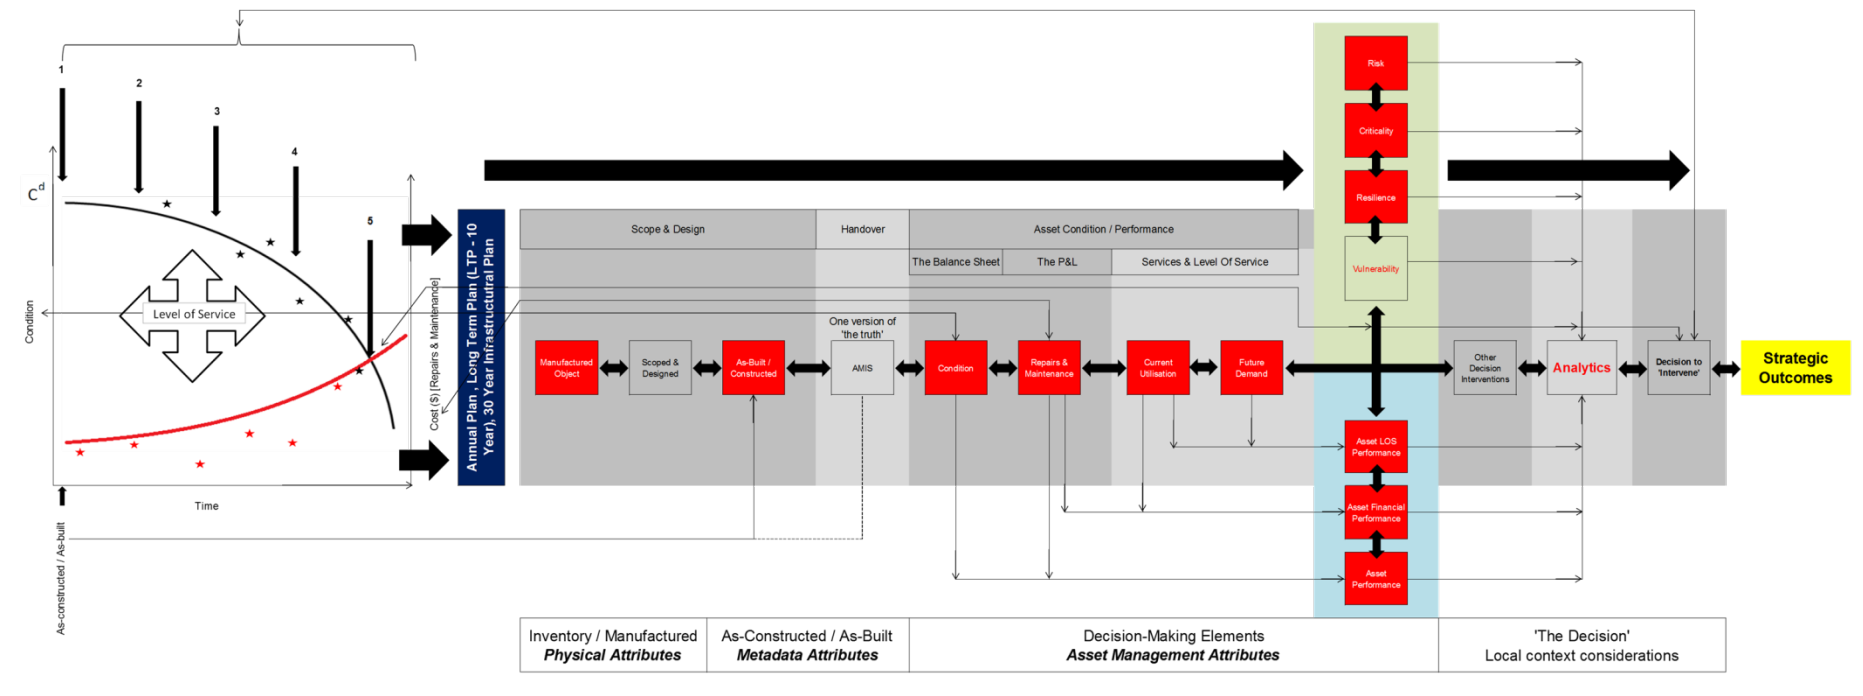 1
2
3
4
5
C d
Condition
Level of Service
Time
As-constructed / As-built
Cost ($) [Repairs & Maintenance]
Annual Plan , Long Term Plan (LTP - 10
Year), 30 Year Infrastructutral Plan
Scope & Design
Handover
Asset Condition / Performance
The Balance Sheet
The P&L
Services & Level Of Service
One version of
'the truth'
Manufactured
Object
Scoped &
Designed
As-Built /
Constructed
AMIS
Condition
Repairs &
Maintenance
Current
Utilisation
Future
Demand
Risk
Criticality
Resilience
Vulnerability
Asset LOS
Performance
Asset Financial
Performance
Asset
Performance
Other
Decision
Interventions
Analytics
Decision to
'Intervene'
Strategic
Outcomes
Inventory / Manufactured
Physical Attributes
As-Constructed / As-Built
Metadata Attributes
Decision-Making Elements
Asset Management Attributes
'The Decision'
Local context considerations